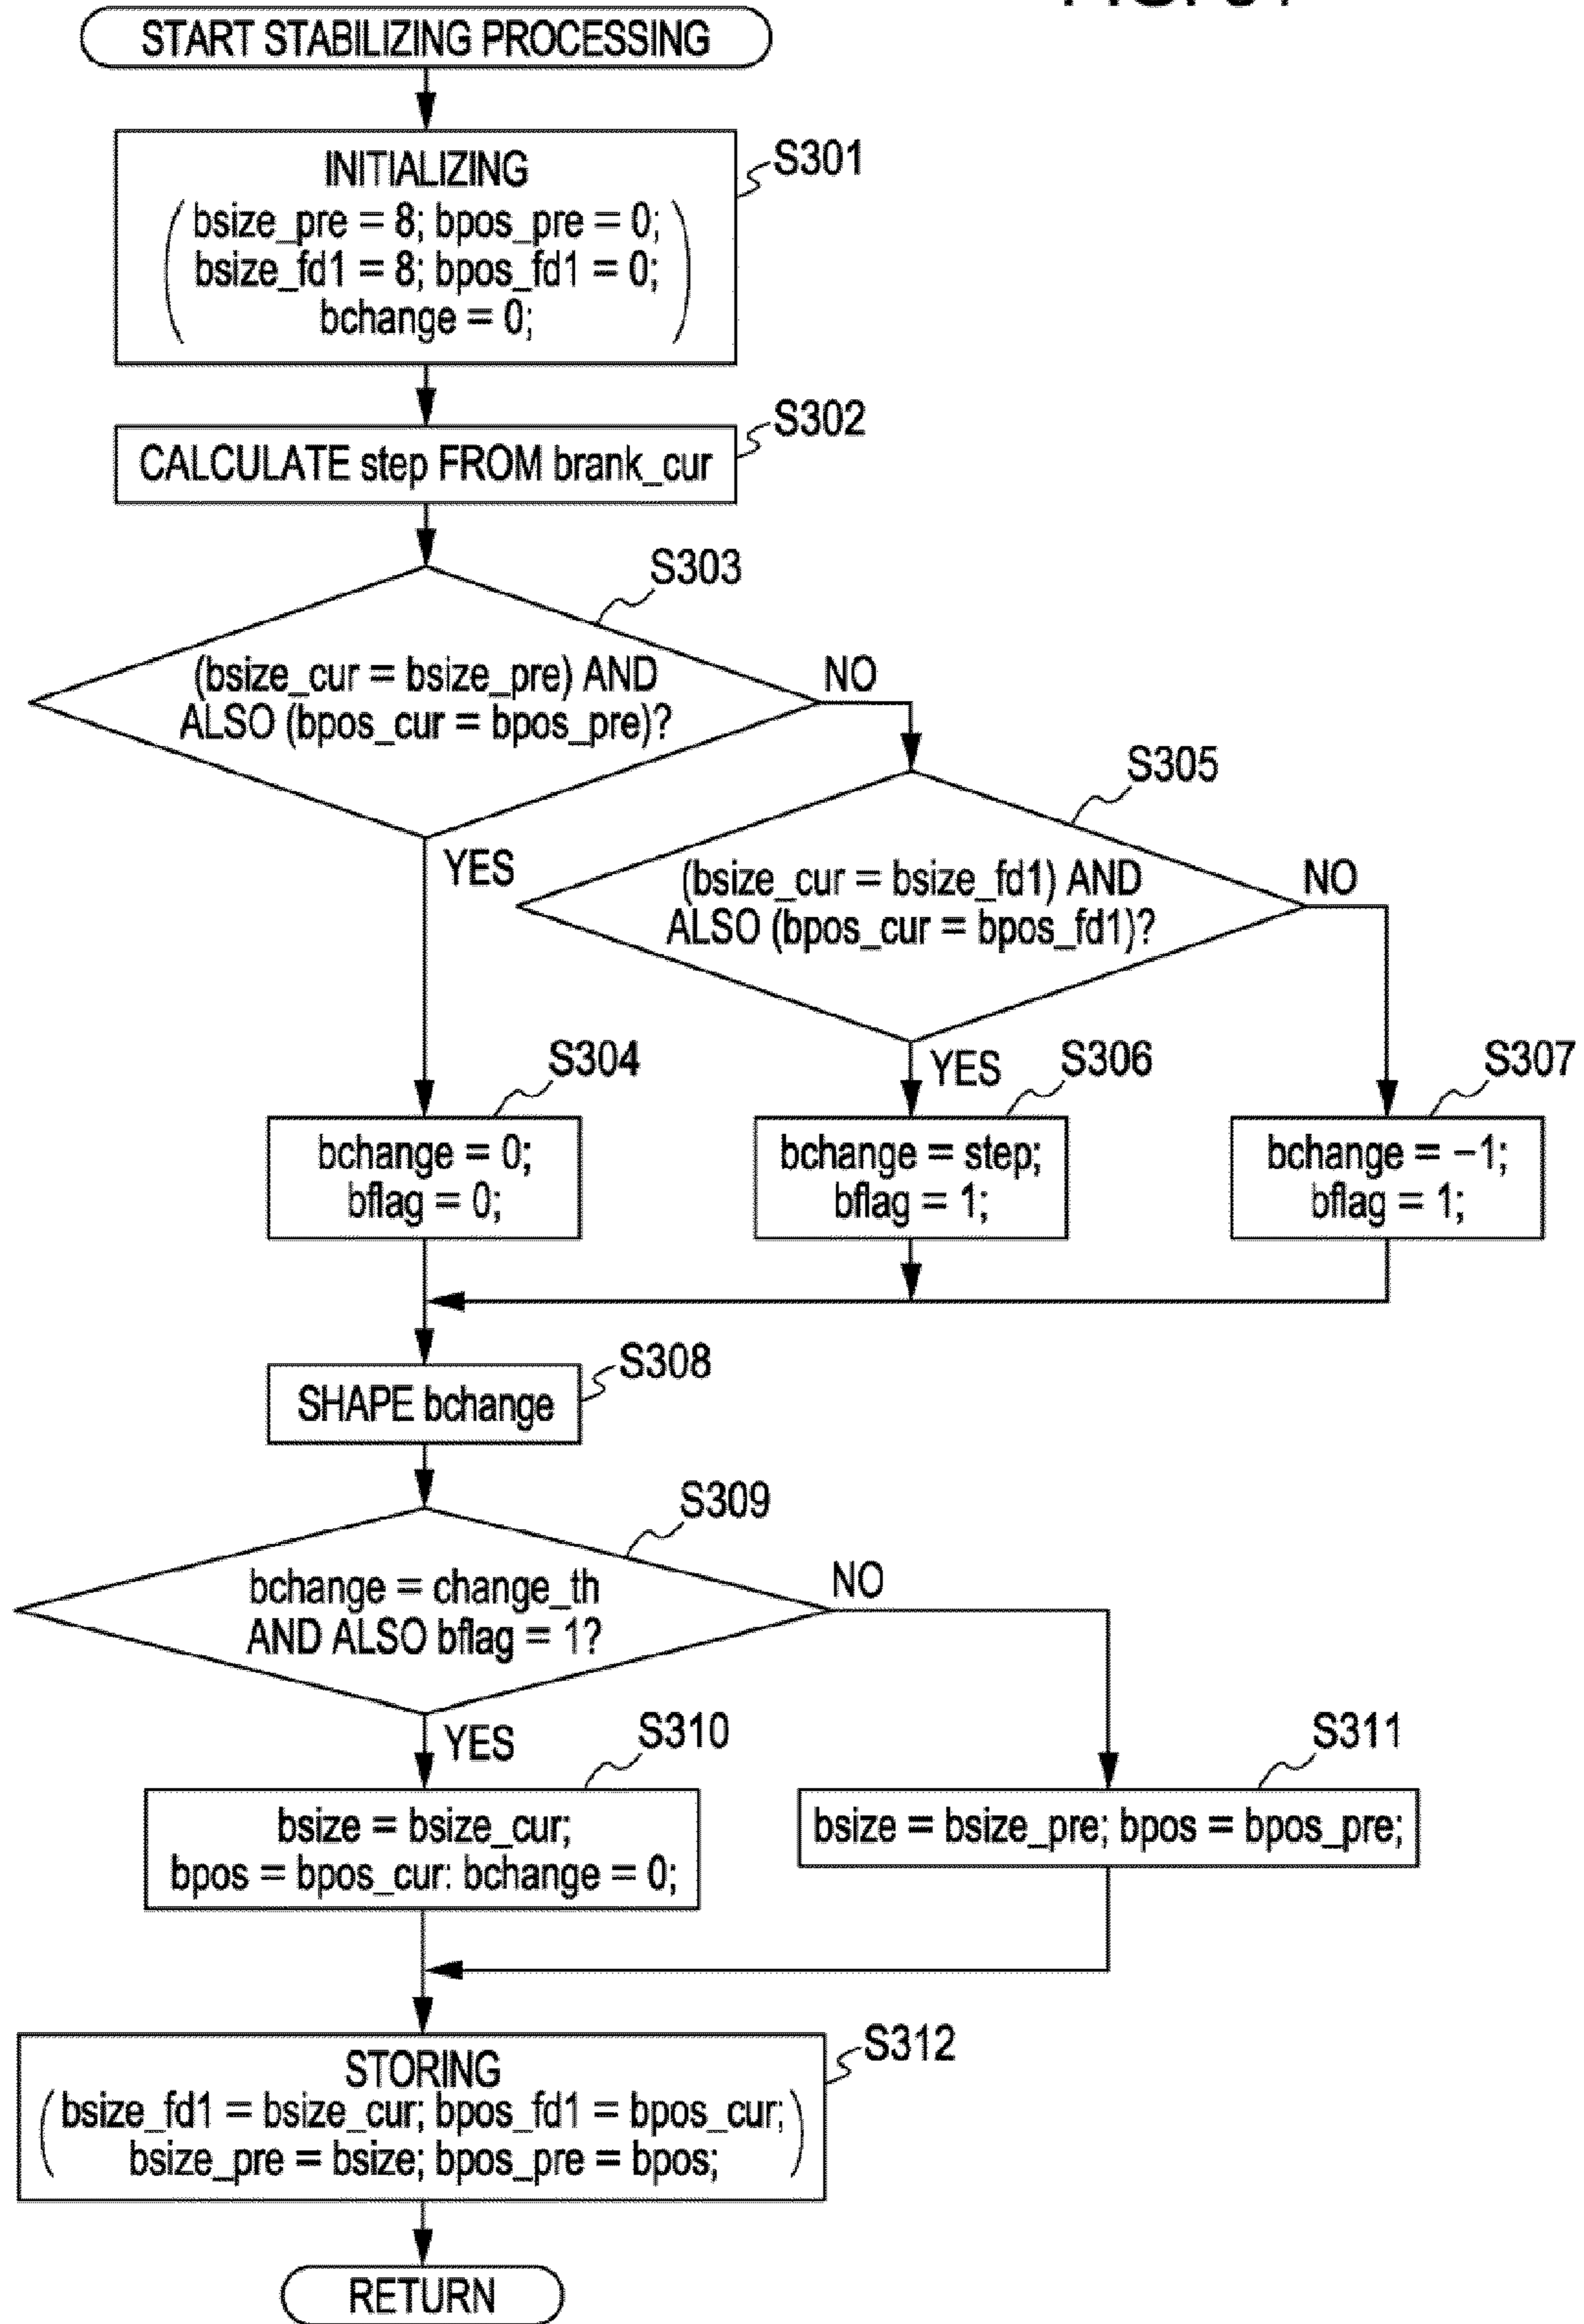 START STABILIZING PROCESSING
S301
INITIALIZING
bsize_pre = 8; bpos_pre = 0;
bsize_fd1 = 8; bpos_fd1 = 0;
bchange = 0;
S302
CALCULATE step FROM brank_cur
S303
(bsize_cur = bsize_pre) AND
ALSO (bpos_cur = bpos_pre)?
NO
YES
S305
(bsize_cur = bsize_fd1) AND
ALSO (bpos_cur = bpos_fd1)?
NO
YES
S304
bchange = 0;
bflag = 0;
S306
bchange = step;
bflag = 1;
S307
bchange = −1;
bflag = 1;
S308
SHAPE bchange
S309
bchange = change_th
AND ALSO bflag = 1?
NO
YES
S310
bsize = bsize_cur;
bpos = bpos_cur: bchange = 0;
S311
bsize = bsize_pre; bpos = bpos_pre;
S312
STORING
bsize_fd1 = bsize_cur; bpos_fd1 = bpos_cur;
bsize_pre = bsize; bpos_pre = bpos;
RETURN